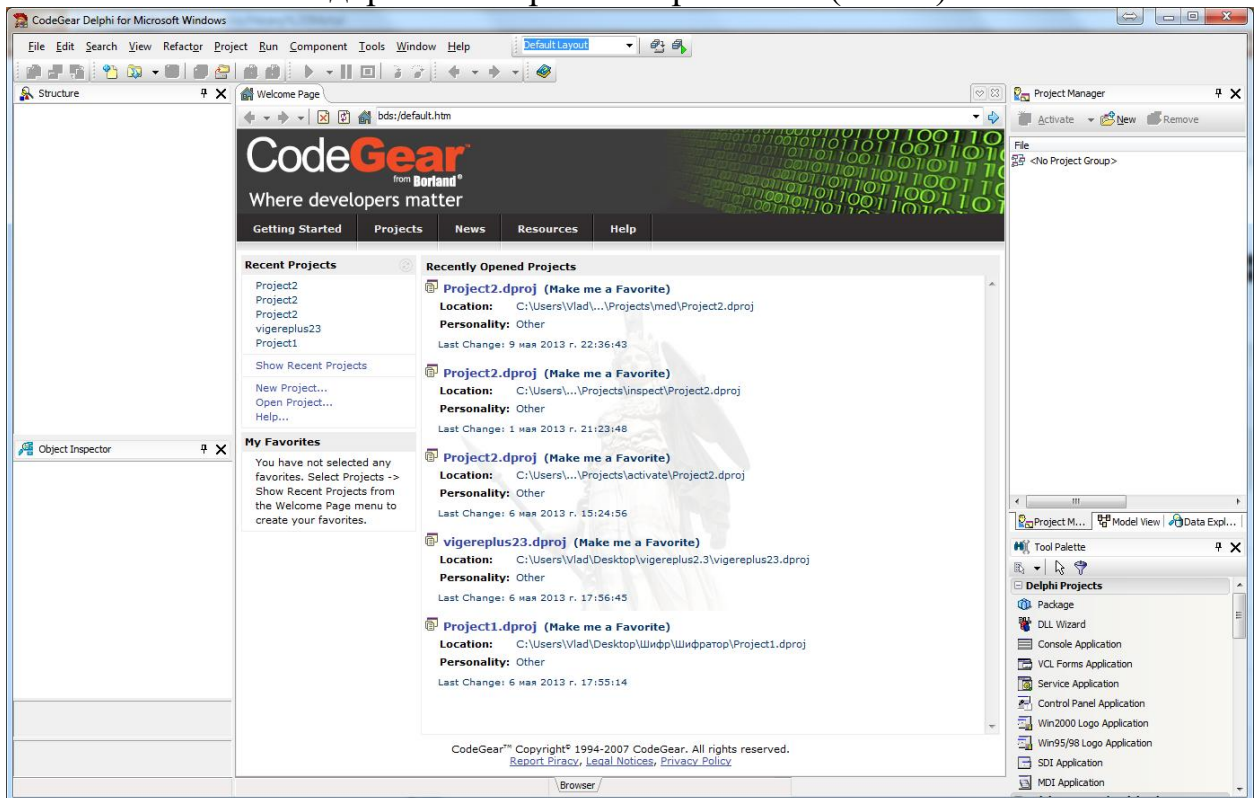 CodeGear Delphi for Microsoft Windows
File Edit Search View Refactor Project Run Component Tools Window Help
Default Layout
Structure
Welcome Page
Project Manager
bds:/default.htm
Activate New Remove
File
<No Project Group>
CodeGear™
from Borland®
Where developers matter
Getting Started Projects News Resources Help
Recent Projects
Project2
Project2
Project2
vigereplus23
Project1
Show Recent Projects
New Project...
Open Project...
Help...
My Favorites
You have not selected any
favorites. Select Projects ->
Show Recent Projects from
the Welcome Page menu to
create your favorites.
Recently Opened Projects
Project2.dproj (Make me a Favorite)
Location: C:\Users\Vlad\...\Projects\med\Project2.dproj
Personality: Other
Last Change: 9 мая 2013 г. 22:36:43
Project2.dproj (Make me a Favorite)
Location: C:\Users\...\Projects\inspect\Project2.dproj
Personality: Other
Last Change: 1 мая 2013 г. 21:23:48
Project2.dproj (Make me a Favorite)
Location: C:\Users\...\Projects\activate\Project2.dproj
Personality: Other
Last Change: 6 мая 2013 г. 15:24:56
vigereplus23.dproj (Make me a Favorite)
Location: C:\Users\Vlad\Desktop\vigereplus2.3\vigereplus23.dproj
Personality: Other
Last Change: 6 мая 2013 г. 17:56:45
Project1.dproj (Make me a Favorite)
Location: C:\Users\Vlad\Desktop\Шифр\Шифратор\Project1.dproj
Personality: Other
Last Change: 6 мая 2013 г. 17:55:14
CodeGear™ Copyright© 1994-2007 CodeGear. All rights reserved.
Report Piracy, Legal Notices, Privacy Policy
Browser
Object Inspector
Project M... Model View Data Expl...
Tool Palette
Delphi Projects
Package
DLL Wizard
Console Application
VCL Forms Application
Service Application
Control Panel Application
Win2000 Logo Application
Win95/98 Logo Application
SDI Application
MDI Application